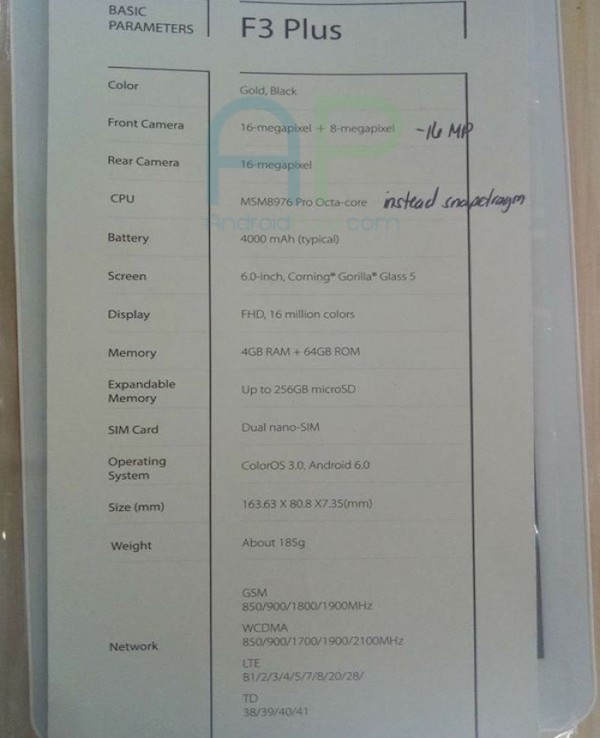 BASIC
PARAMETERS
F3 Plus
Color
Gold, Black
Front Camera
16-megapixel + 8-megapixel
-16 MP
Rear Camera
16-megapixel
CPU
MSM8976 Pro Octa-core
instead snapdragon
AP
Android
com
Battery
4000 mAh (typical)
Screen
6.0-inch, Corning® Gorilla® Glass 5
Display
FHD, 16 million colors
Memory
4GB RAM + 64GB ROM
Expandable
Memory
Up to 256GB microSD
SIM Card
Dual nano-SIM
Operating
System
ColorOS 3.0, Android 6.0
Size (mm)
163.63 X 80.8 X7.35(mm)
Weight
About 185g
Network
GSM
850/900/1800/1900MHz
WCDMA
850/900/1700/1900/2100MHz
LTE
B1/2/3/4/5/7/8/20/28/
TD
38/39/40/41